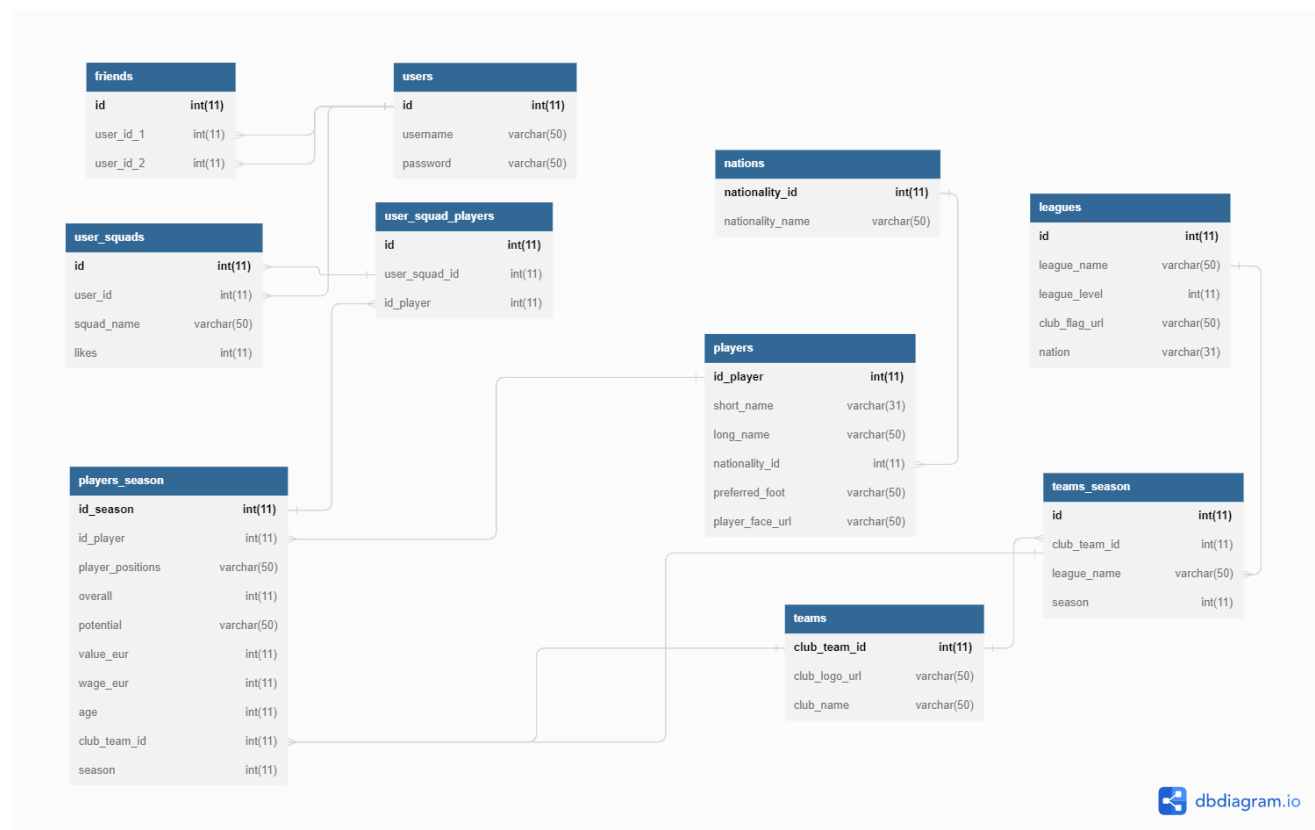 friends
id int(11)
user_id_1 int(11)
user_id_2 int(11)
users
id int(11)
username varchar(50)
password varchar(50)
user_squads
id int(11)
user_id int(11)
squad_name varchar(50)
likes int(11)
user_squad_players
id int(11)
user_squad_id int(11)
id_player int(11)
nations
nationality_id int(11)
nationality_name varchar(50)
leagues
id int(11)
league_name varchar(50)
league_level int(11)
club_flag_url varchar(50)
nation varchar(31)
players
id_player int(11)
short_name varchar(31)
long_name varchar(50)
nationality_id int(11)
preferred_foot varchar(50)
player_face_url varchar(50)
players_season
id_season int(11)
id_player int(11)
player_positions varchar(50)
overall int(11)
potential varchar(50)
value_eur int(11)
wage_eur int(11)
age int(11)
club_team_id int(11)
season int(11)
teams_season
id int(11)
club_team_id int(11)
league_name varchar(50)
season int(11)
teams
club_team_id int(11)
club_logo_url varchar(50)
club_name varchar(50)
dbdiagram.io